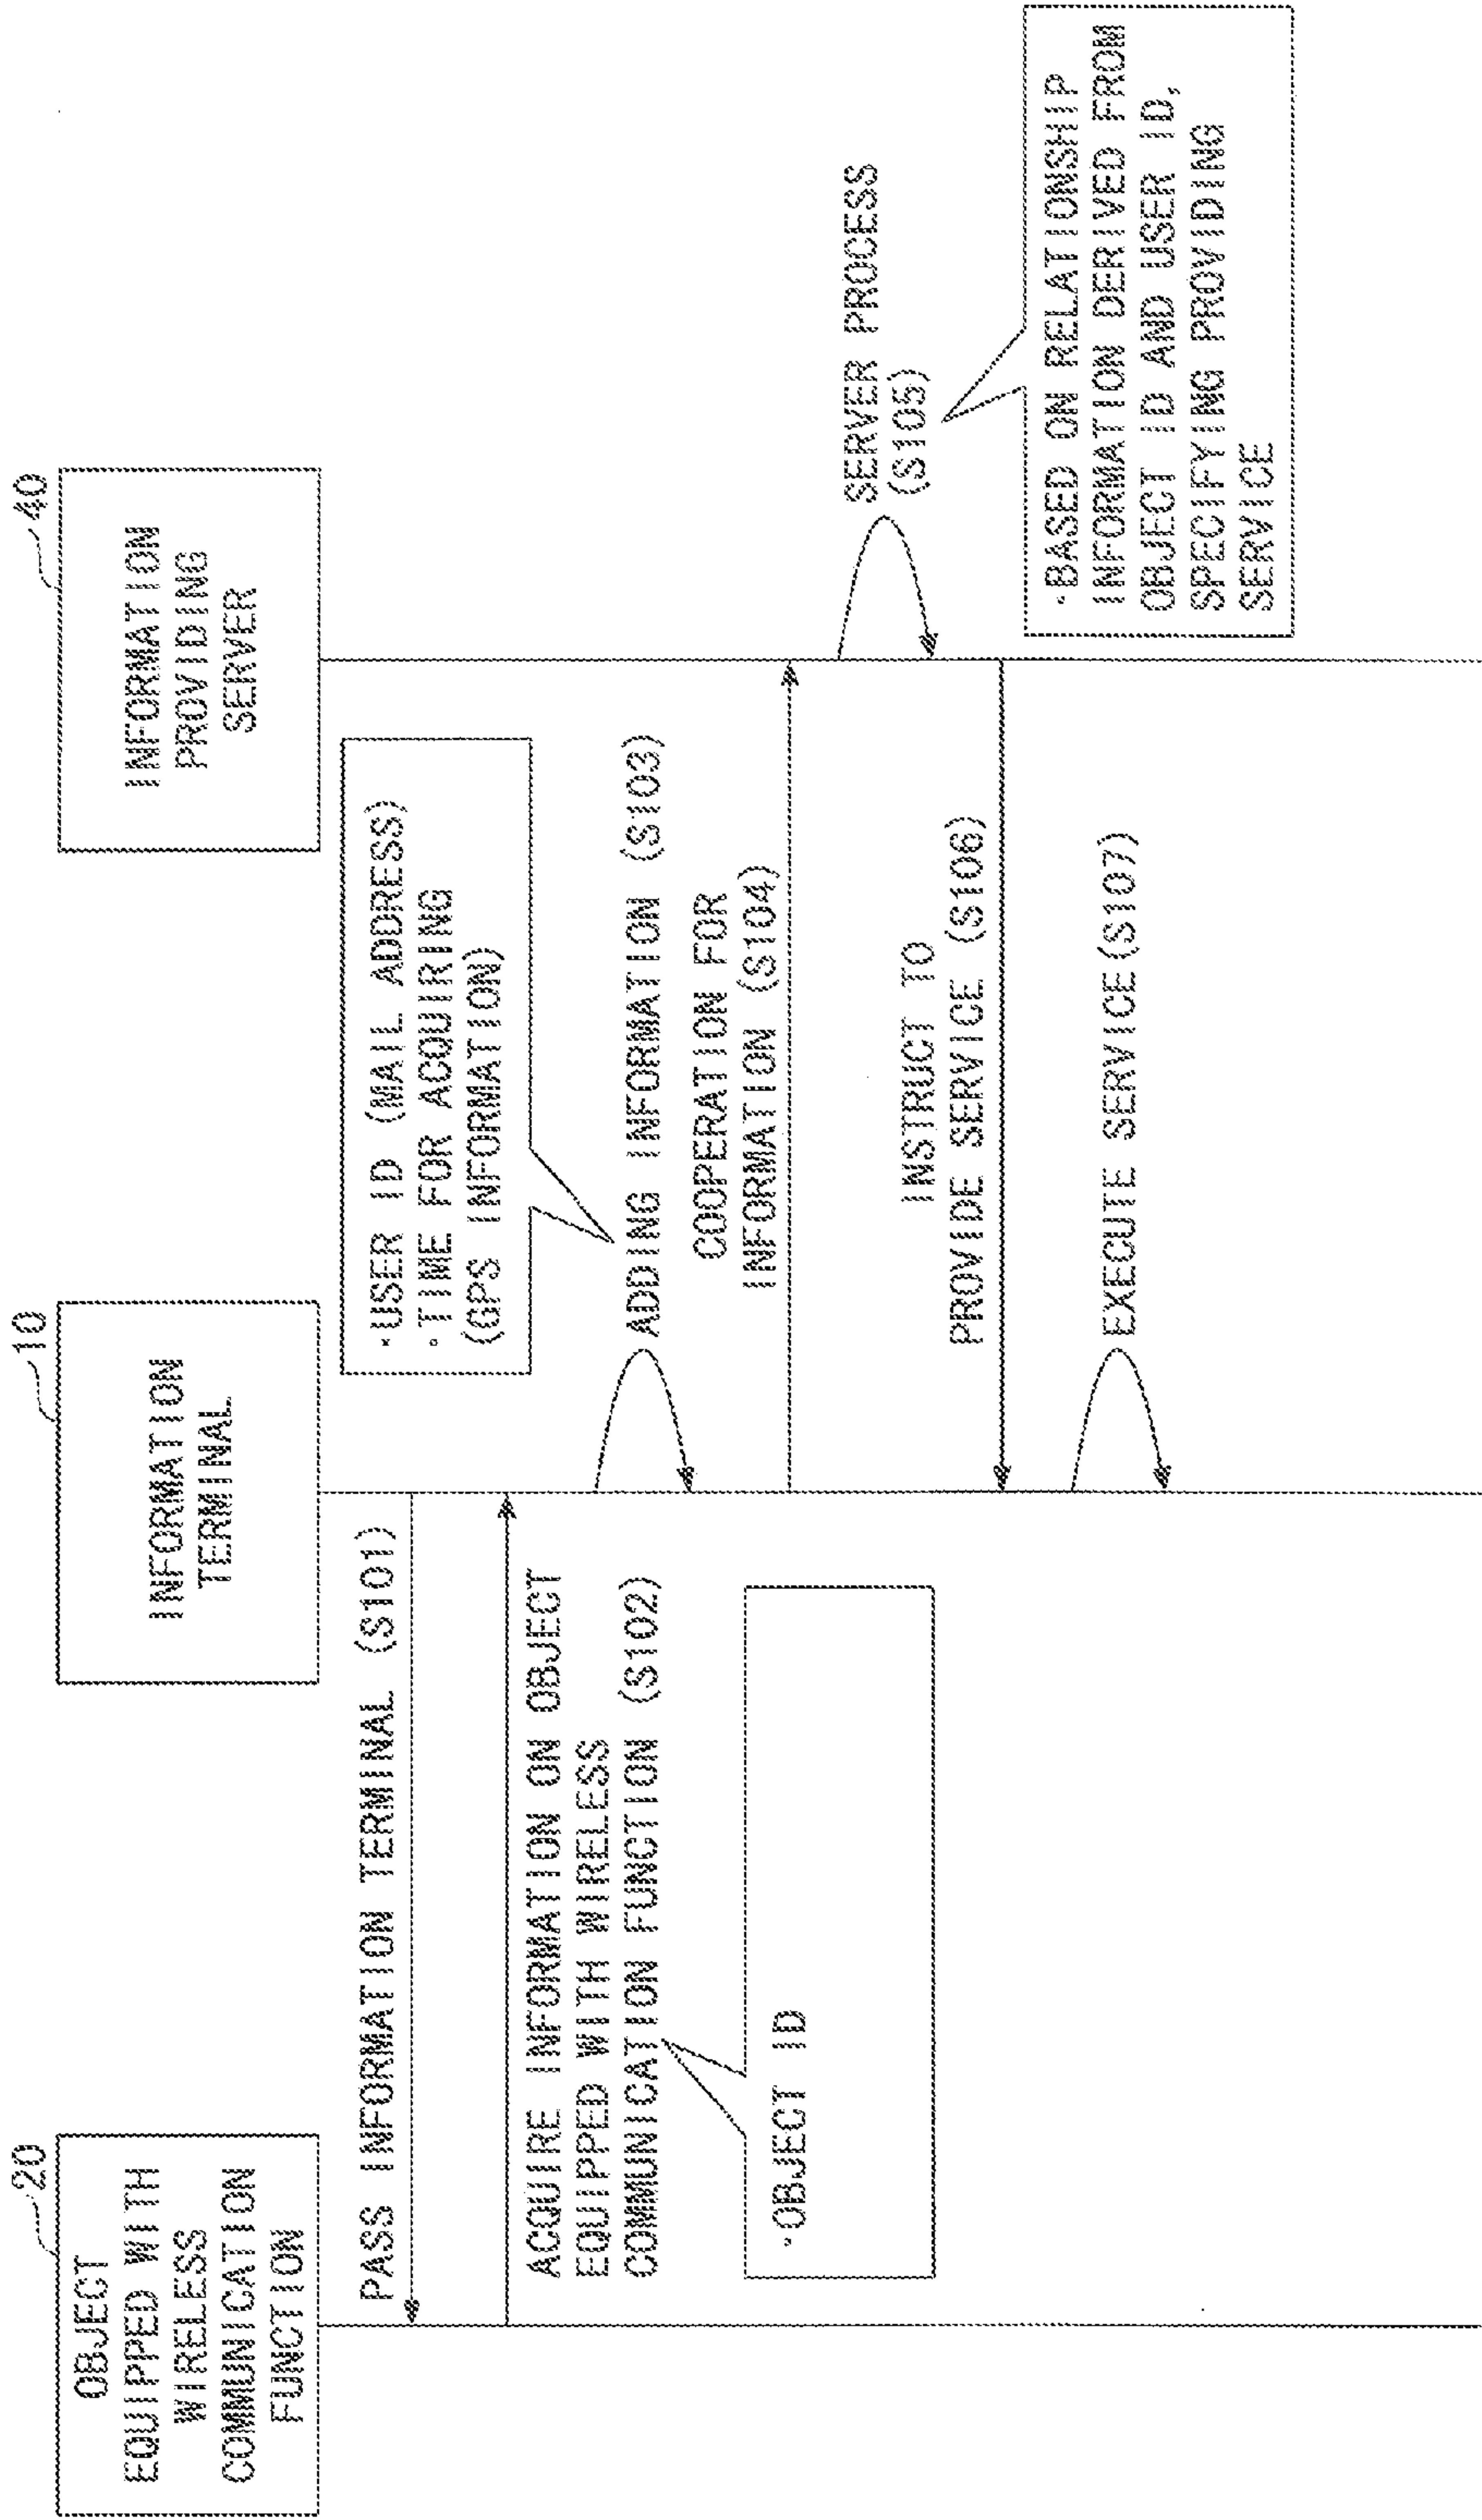 20
OBJECT
EQUIPPED WITH
WIRELESS
COMMUNICATION
FUNCTION
10
INFORMATION
TERMINAL
40
INFORMATION
PROVIDING
SERVER
PASS INFORMATION TERMINAL (S101)
ACQUIRE INFORMATION ON OBJECT
EQUIPPED WITH WIRELESS
COMMUNICATION FUNCTION (S102)
·OBJECT ID
·USER ID (MAIL ADDRESS)
·TIME FOR ACQUIRING
(GPS INFORMATION)
ADDING INFORMATION (S103)
COOPERATION FOR
INFORMATION (S104)
SERVER PROCESS
(S105)
·BASED ON RELATIONSHIP
INFORMATION DERIVED FROM
OBJECT ID AND USER ID,
SPECIFYING PROVIDING
SERVICE
INSTRUCT TO
PROVIDE SERVICE (S106)
EXECUTE SERVICE(S107)